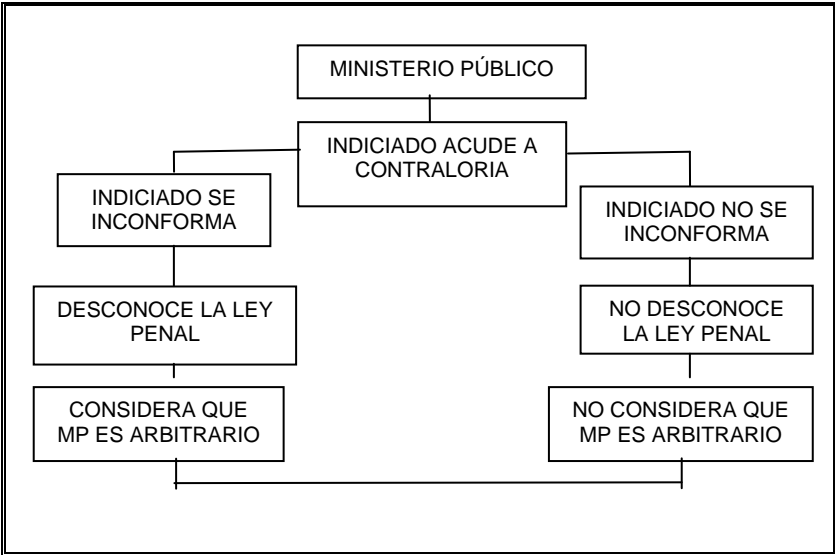 MINISTERIO PÚBLICO
INDICIADO ACUDE A
CONTRALORIA
INDICIADO SE
INCONFORMA
INDICIADO NO SE
INCONFORMA
DESCONOCE LA LEY
PENAL
NO DESCONOCE
LA LEY PENAL
CONSIDERA QUE
MP ES ARBITRARIO
NO CONSIDERA QUE
MP ES ARBITRARIO